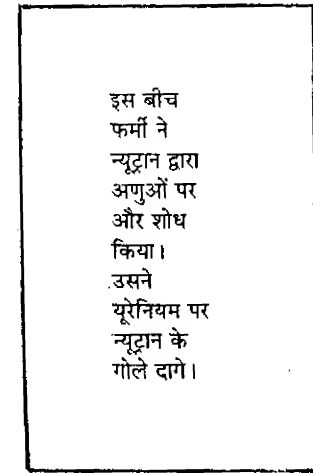 इस बीच
फर्मी ने
न्यूट्रान द्वारा
अणुओं पर
और शोध
किया।
उसने
यूरेनियम पर
न्यूट्रान के
गोले दागे।